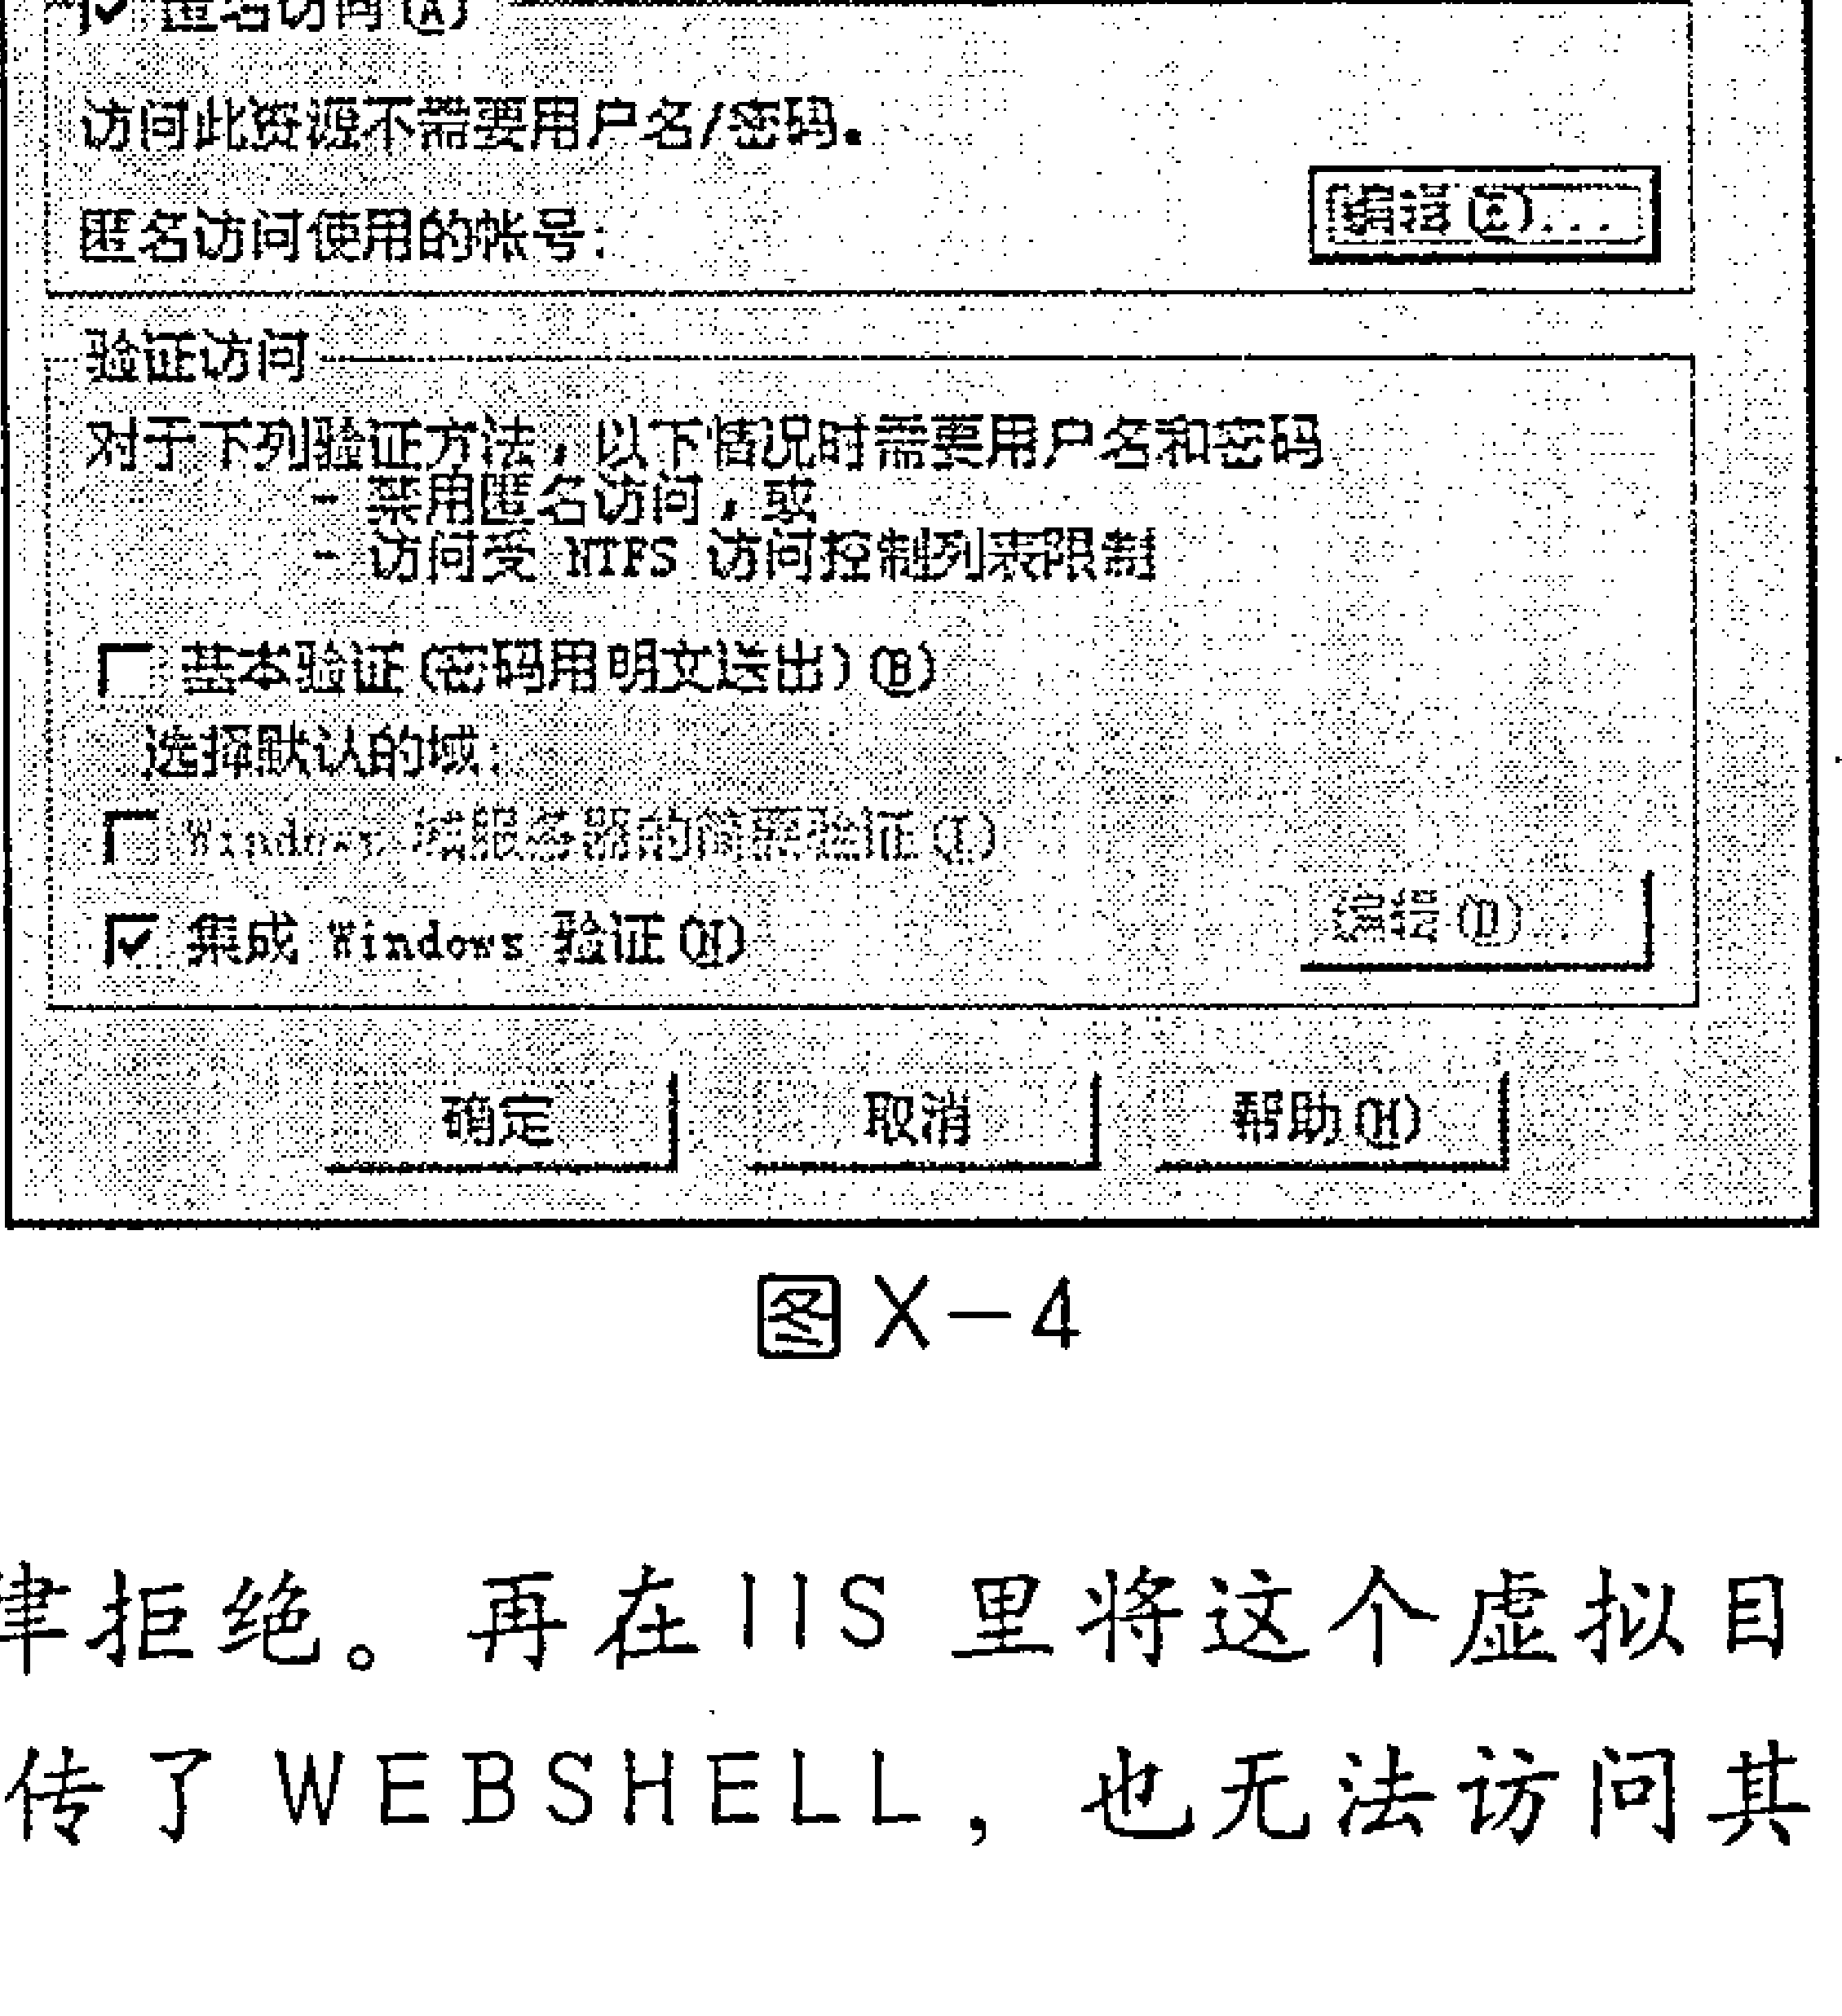 匿名访问(A)
访问此资源不需要用户名/密码。
匿名访问使用的帐号:
编辑(E)...
验证访问
对于下列验证方法，以下情况时需要用户名和密码
- 禁用匿名访问，或
- 访问受 NTFS 访问控制列表限制
基本验证(密码用明文送出)(B)
选择默认的域:
Windows 域服务器的简要验证(I)
集成 Windows 验证(N)
编辑(D)...
确定
取消
帮助(H)
图 X-4
律拒绝。再在IIS 里将这个虚拟目
传了 WEBSHELL，也无法访问其